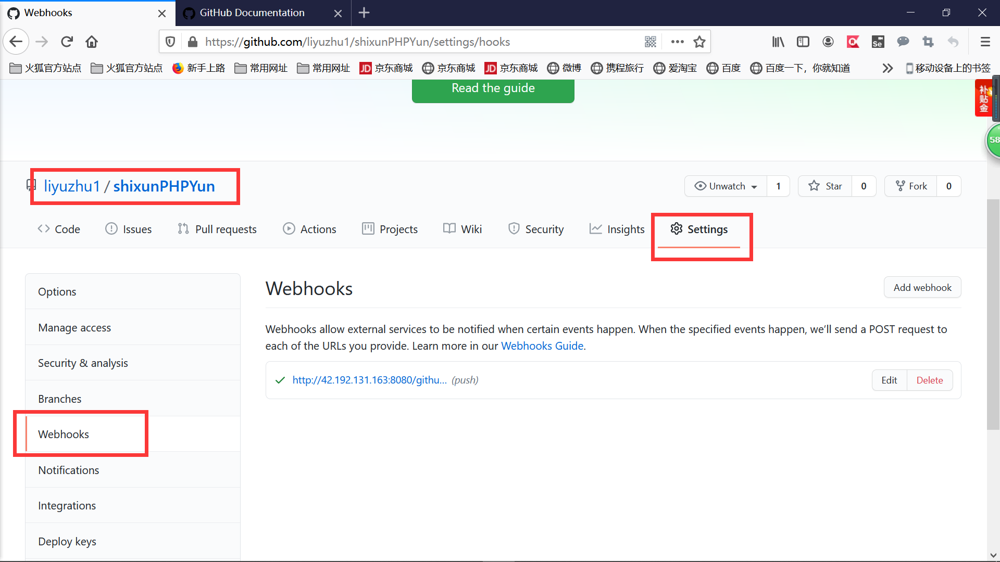 Webhooks
GitHub Documentation
https://github.com/liyuzhu1/shixunPHPYun/settings/hooks
火狐官方站点 火狐官方站点 新手上路 常用网址 常用网址 JD 京东商城 京东商城 JD 京东商城 微博 携程旅行 爱淘宝 百度 百度一下，你就知道 移动设备上的书签
Se
Read the guide
补贴金
58
liyuzhu1 / shixunPHPYun
Unwatch 1 Star 0 Fork 0
Code Issues Pull requests Actions Projects Wiki Security Insights Settings
Options
Manage access
Security & analysis
Branches
Webhooks
Notifications
Integrations
Deploy keys
Webhooks
Add webhook
Webhooks allow external services to be notified when certain events happen. When the specified events happen, we’ll send a POST request to
each of the URLs you provide. Learn more in our Webhooks Guide.
http://42.192.131.163:8080/githu... (push)
Edit Delete